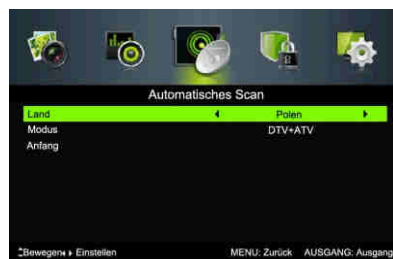 Automatisches Scan
Land Polen
Modus DTV+ATV
Anfang
Bewegen Einstellen MENU: Zurück AUSGANG: Ausgang